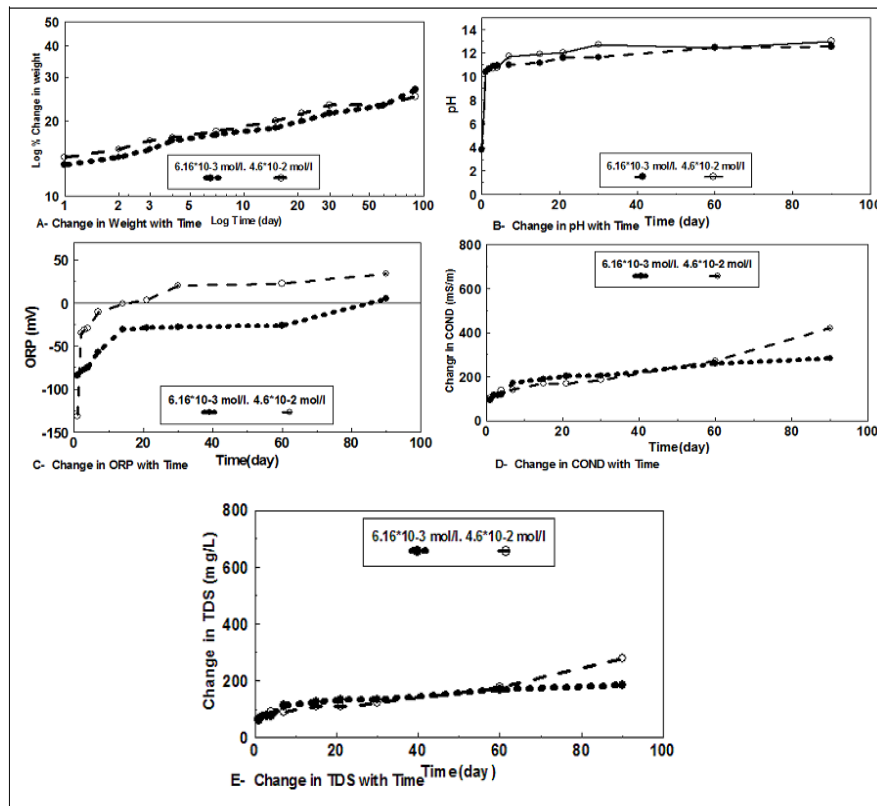 Log % Change in weight
50
40
30
20
10
6.16*10-3 mol/l. 4.6*10-2 mol/l
1 2 3 4 5 7 10 20 30 50 100
A- Change in Weight with Time Log Time (day)
pH
14
12
10
8
6
4
2
0
6.16*10-3 mol/l. 4.6*10-2 mol/l
0 20 40 60 80 100
B- Change in pH with Time Time (day)
ORP (mV)
50
0
-50
-100
-150
6.16*10-3 mol/l. 4.6*10-2 mol/l
0 20 40 60 80 100
C- Change in ORP with Time Time(day)
Changr in COND (mS/m)
800
600
400
200
0
6.16*10-3 mol/l. 4.6*10-2 mol/l
0 20 40 60 80 100
Time(day)
D- Change in COND with Time
Change in TDS (m g/L)
800
600
400
200
0
6.16*10-3 mol/l. 4.6*10-2 mol/l
0 20 40 60 80 100
E- Change in TDS with Time Time(day)